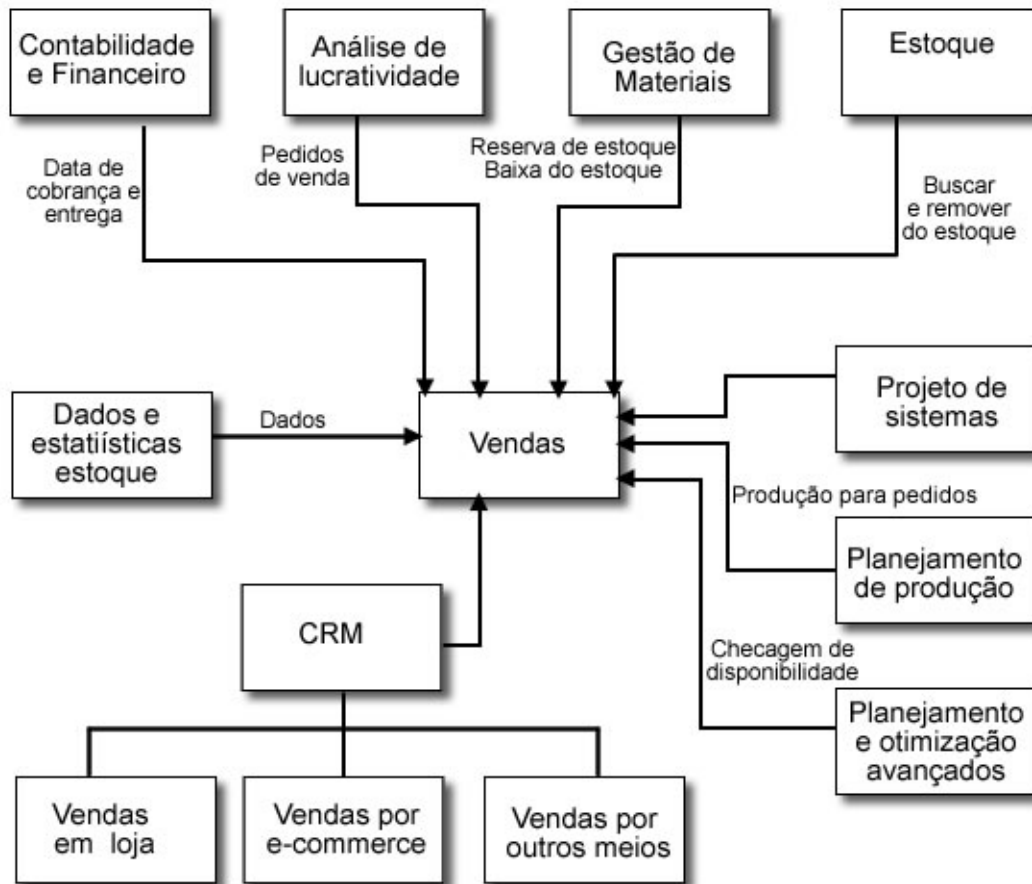 Contabilidade
e Financeiro
Análise de
lucratividade
Gestão de
Materiais
Estoque
Data de
cobrança e
entrega
Pedidos
de venda
Reserva de estoque
Baixa do estoque
Buscar
e remover
do estoque
Dados e
estatiísticas
estoque
Dados
Vendas
Projeto de
sistemas
Produção para pedidos
Planejamento
de produção
CRM
Checagem de
disponibilidade
Planejamento
e otimização
avançados
Vendas
em loja
Vendas por
e-commerce
Vendas por
outros meios